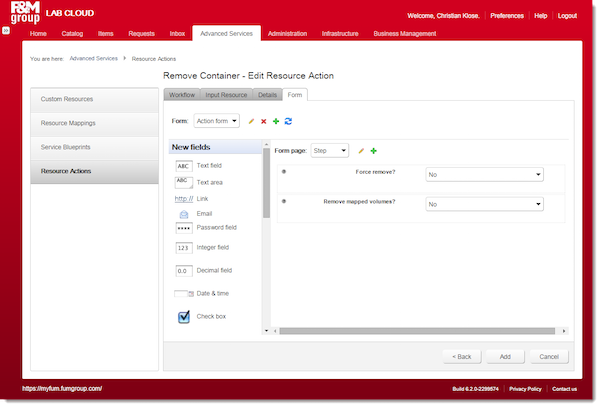 F&M
group
LAB CLOUD
Welcome, Christian Klose. Preferences Help Logout
Home Catalog Items Requests Inbox Advanced Services Administration Infrastructure Business Management
You are here: Advanced Services Resource Actions
Remove Container - Edit Resource Action
Custom Resources
Resource Mappings
Service Blueprints
Resource Actions
Workflow Input Resource Details Form
Form: Action form
New fields
ABC Text field
ABC Text area
http:// Link
Email
**** Password field
123 Integer field
0.0 Decimal field
Date & time
Check box
Form page: Step
Force remove? No
Remove mapped volumes? No
< Back Add Cancel
https://myfum.fumgroup.com/
Build 6.2.0-2298574 Privacy Policy Contact us